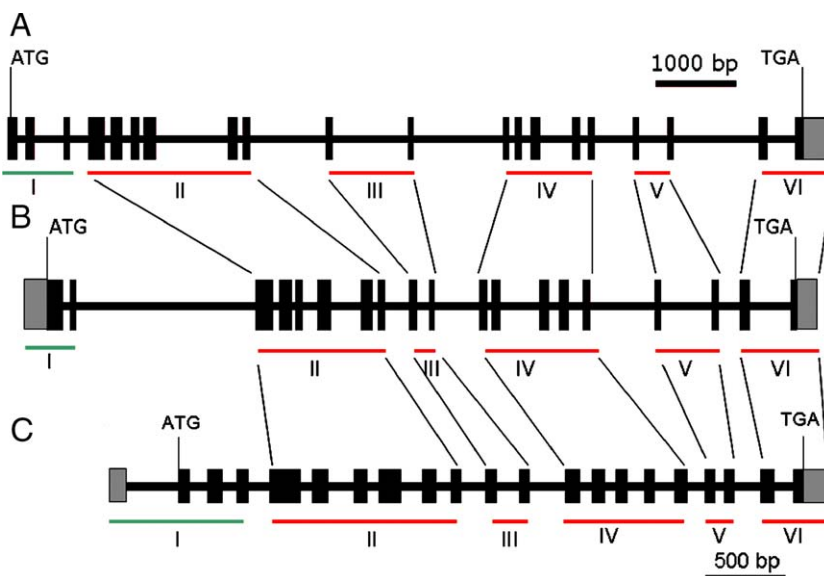 A
ATG
1000 bp
TGA
I II III IV V VI
B
ATG
TGA
I II III IV V VI
C
ATG
TGA
I II III IV V VI
500 bp